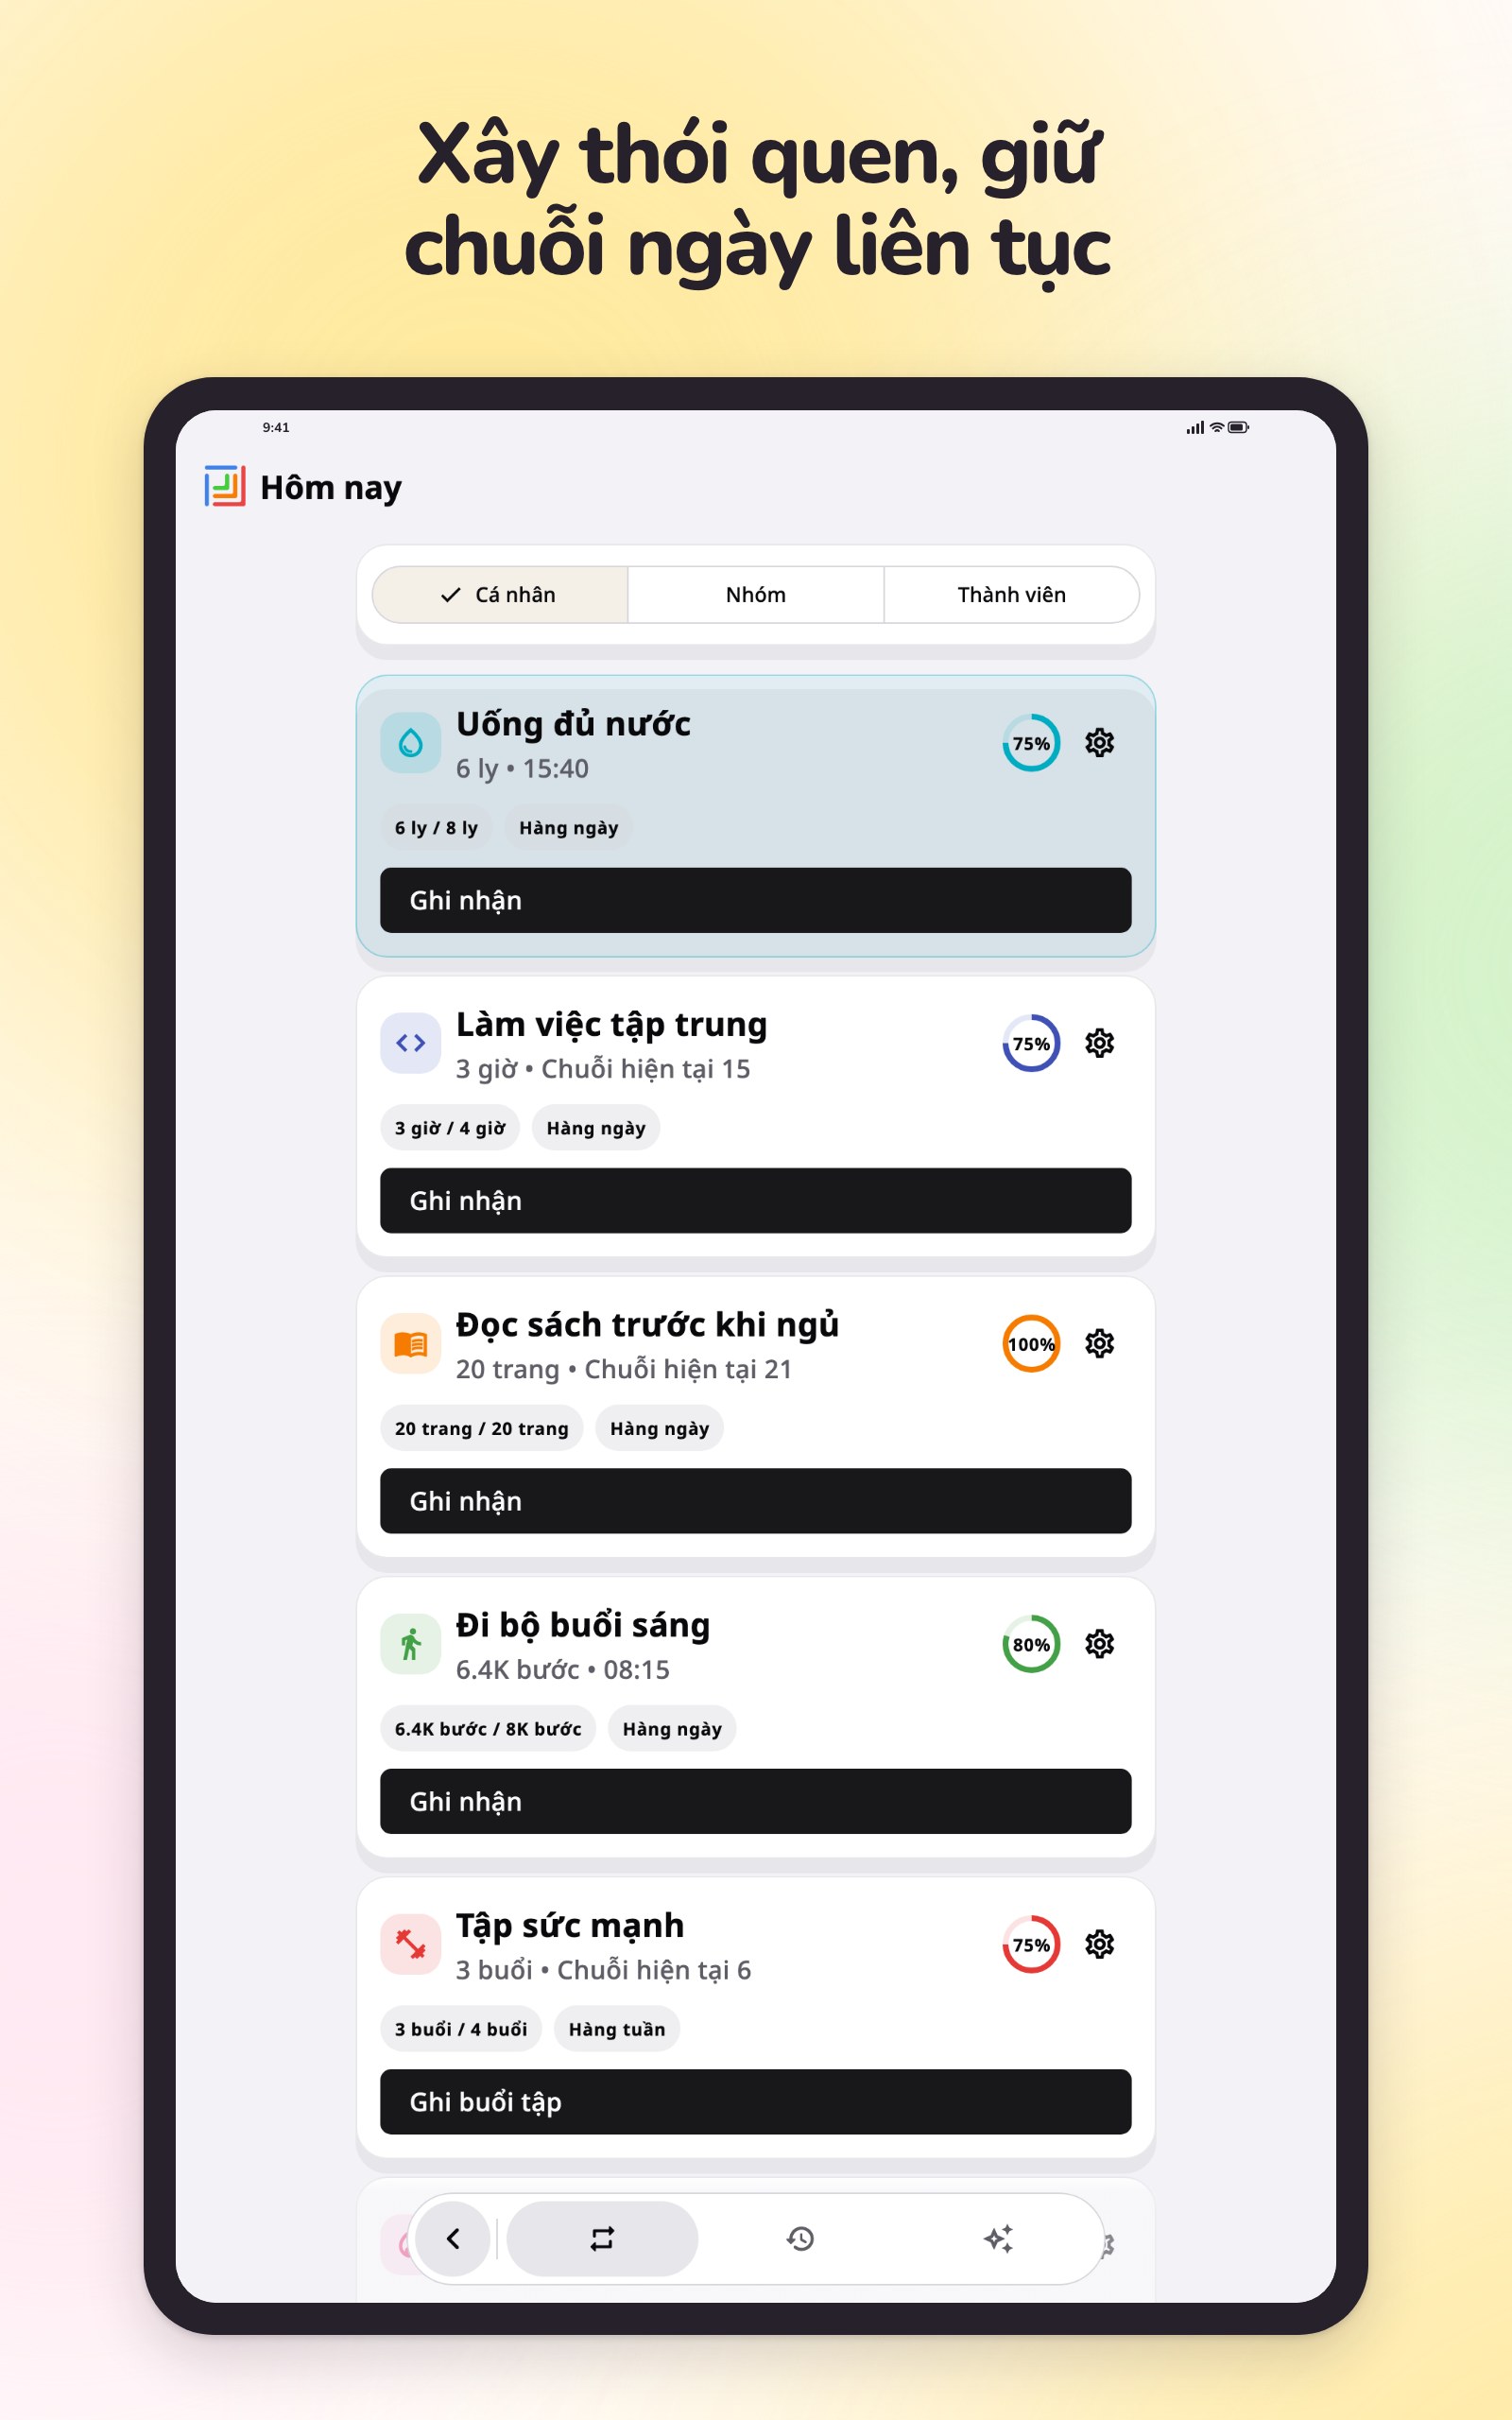 Xây thói quen, giữ
chuỗi ngày liên tục
9:41
Hôm nay
Cá nhân
Nhóm
Thành viên
Uống đủ nước
75%
6 ly • 15:40
6 ly / 8 ly
Hàng ngày
Ghi nhận
Làm việc tập trung
75%
3 giờ • Chuỗi hiện tại 15
3 giờ / 4 giờ
Hàng ngày
Ghi nhận
Đọc sách trước khi ngủ
100%
20 trang • Chuỗi hiện tại 21
20 trang / 20 trang
Hàng ngày
Ghi nhận
Đi bộ buổi sáng
80%
6.4K bước • 08:15
6.4K bước / 8K bước
Hàng ngày
Ghi nhận
Tập sức mạnh
75%
3 buổi • Chuỗi hiện tại 6
3 buổi / 4 buổi
Hàng tuần
Ghi buổi tập